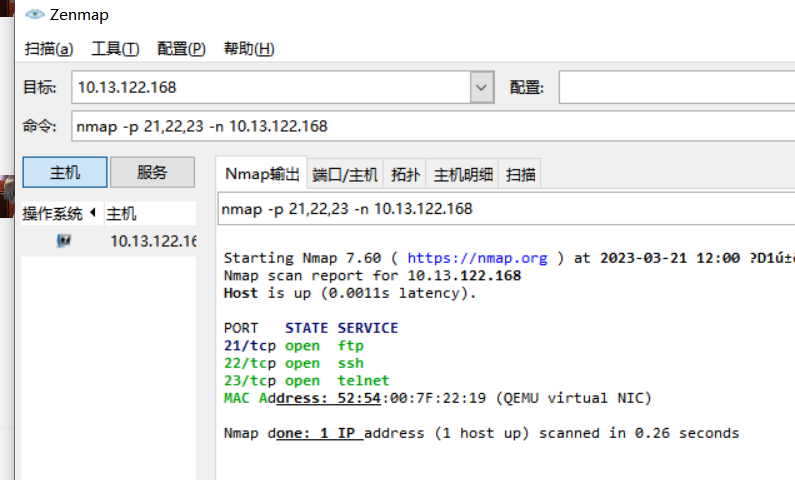 Zenmap
扫描(a) 工具(T) 配置(P) 帮助(H)
目标: 10.13.122.168 配置:
命令: nmap -p 21,22,23 -n 10.13.122.168
主机 服务 Nmap输出 端口/主机 拓扑 主机明细 扫描
操作系统 主机
10.13.122.16
nmap -p 21,22,23 -n 10.13.122.168
Starting Nmap 7.60 ( https://nmap.org ) at 2023-03-21 12:00 ?D1ú±
Nmap scan report for 10.13.122.168
Host is up (0.0011s latency).
PORT STATE SERVICE
21/tcp open ftp
22/tcp open ssh
23/tcp open telnet
MAC Address: 52:54:00:7F:22:19 (QEMU virtual NIC)
Nmap done: 1 IP address (1 host up) scanned in 0.26 seconds